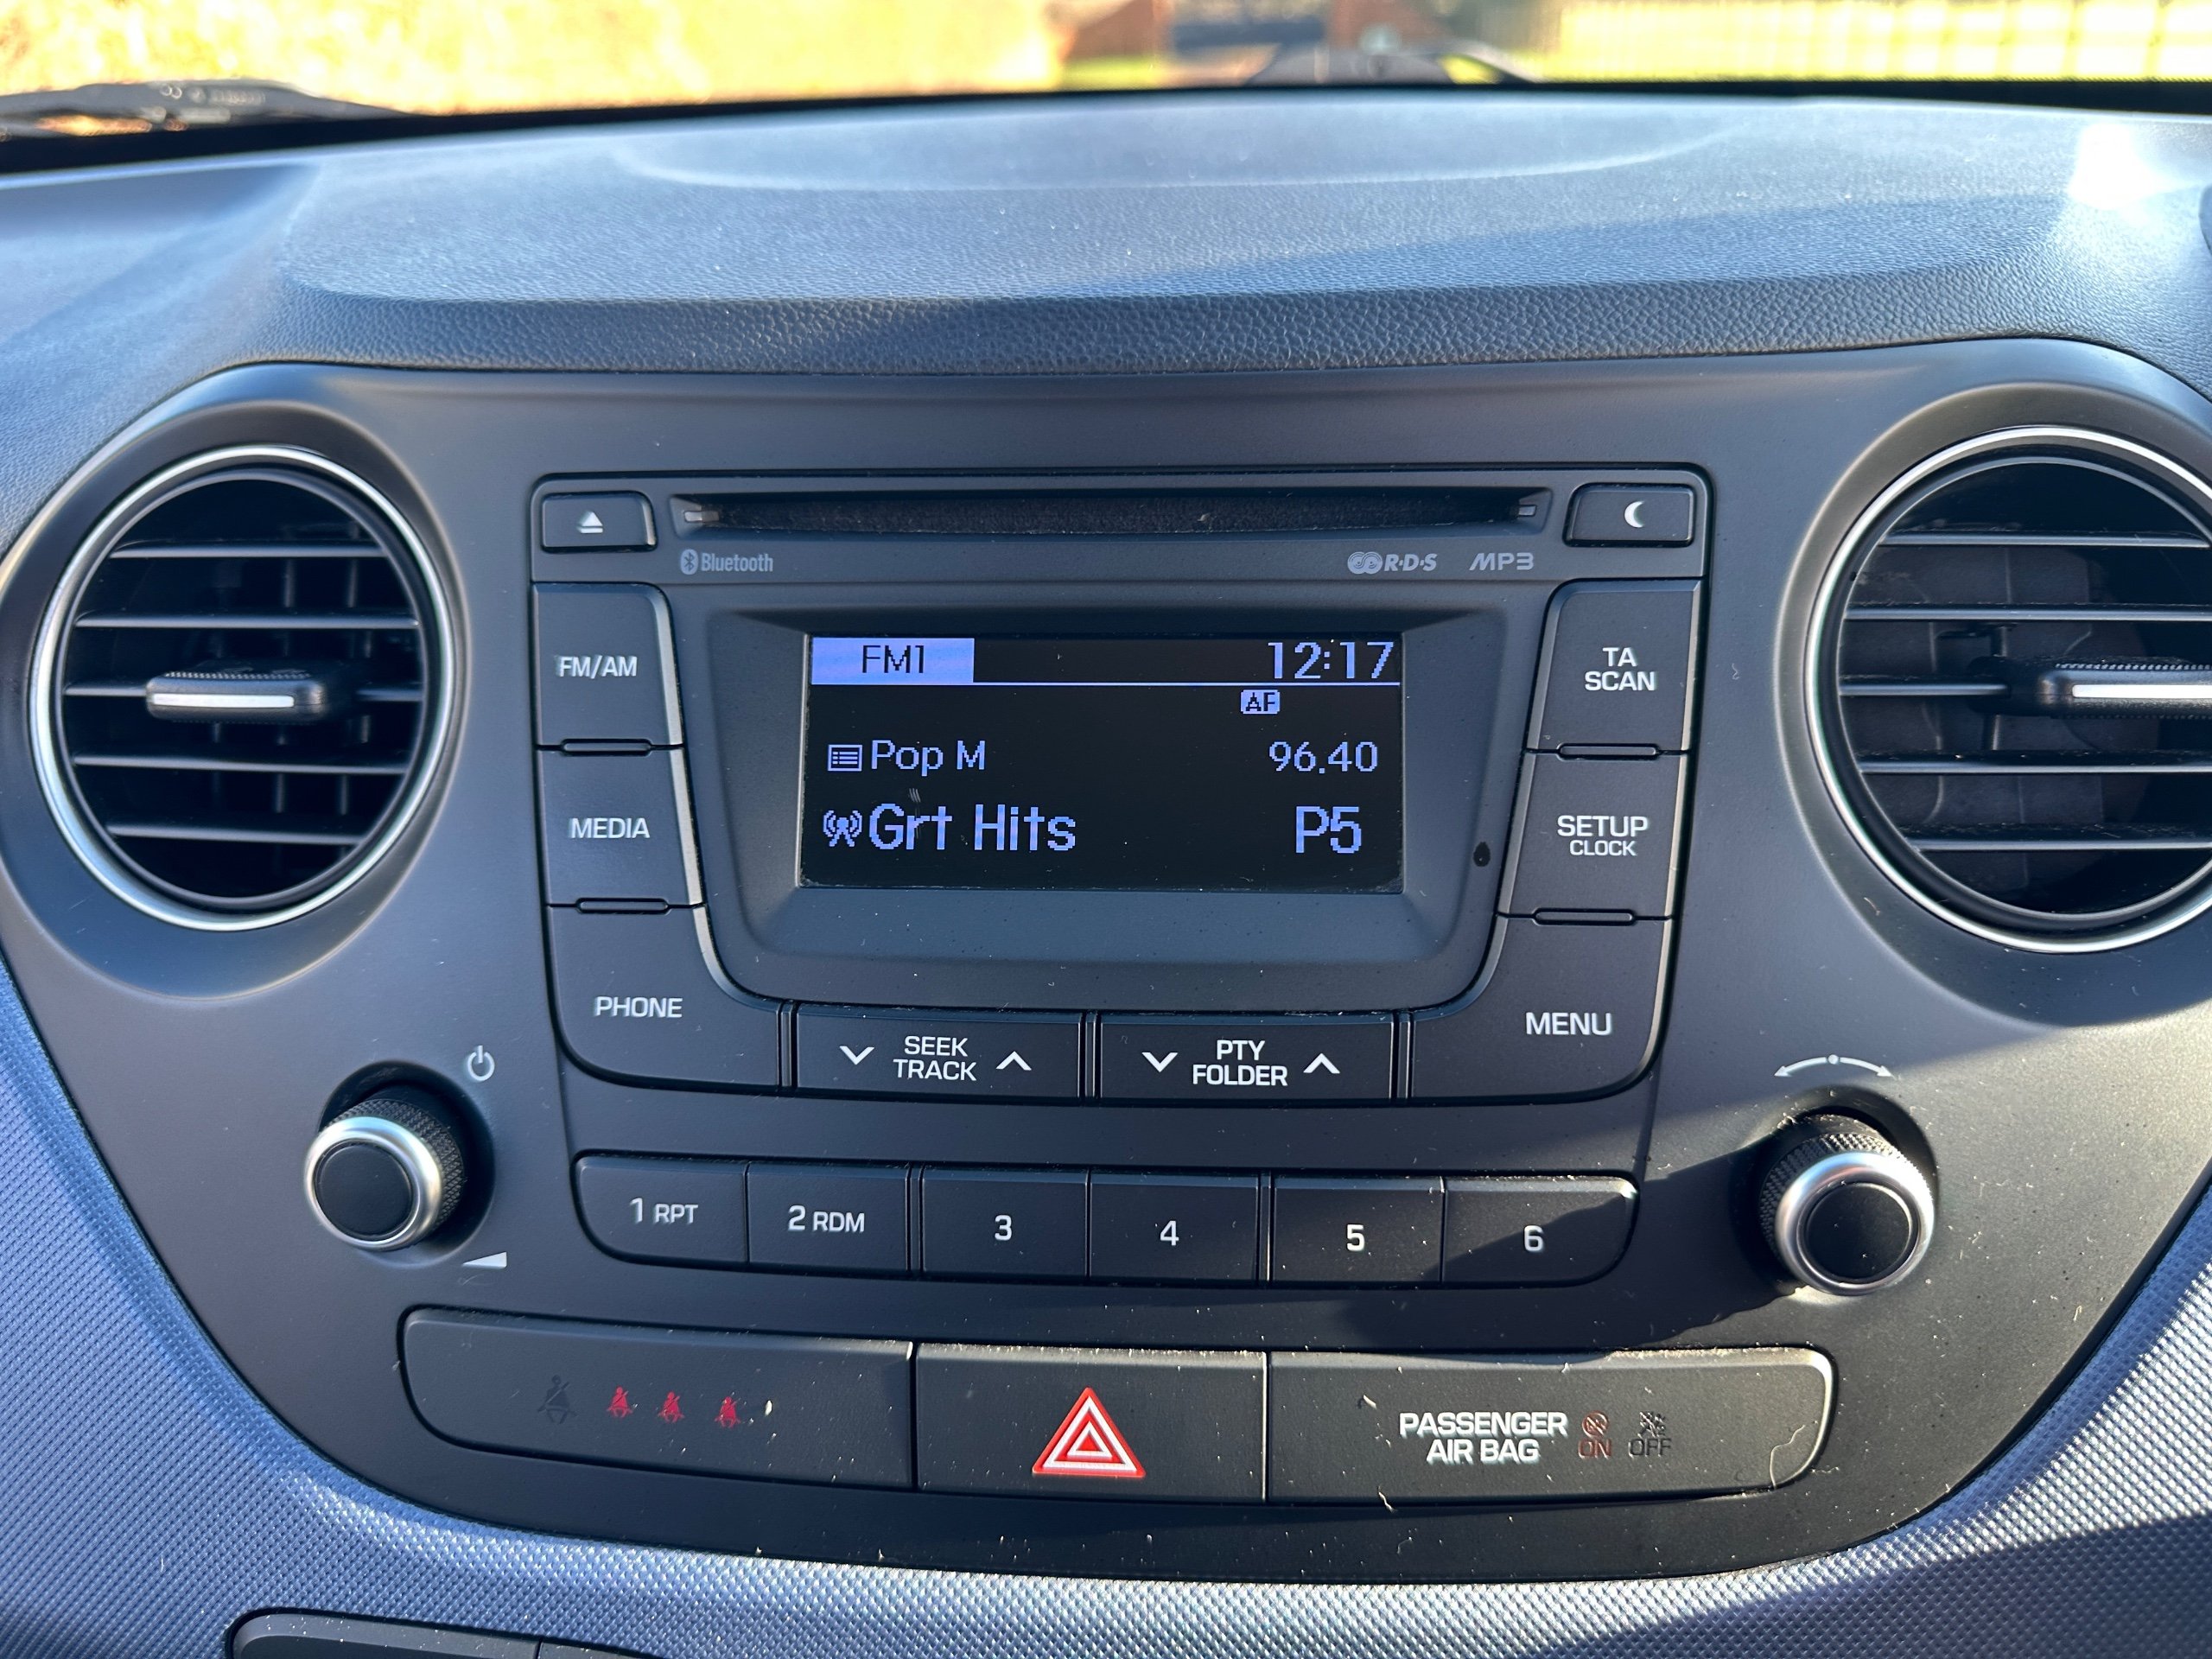 Bluetooth
R·D·S MP3
FM/AM
FM1 12:17
TA
SCAN
AF
Pop M 96.40
MEDIA
Grt Hits P5
SETUP
CLOCK
PHONE
SEEK
TRACK
PTY
FOLDER
MENU
1 RPT
2 RDM
3
4
5
6
PASSENGER
AIR BAG
ON
OFF